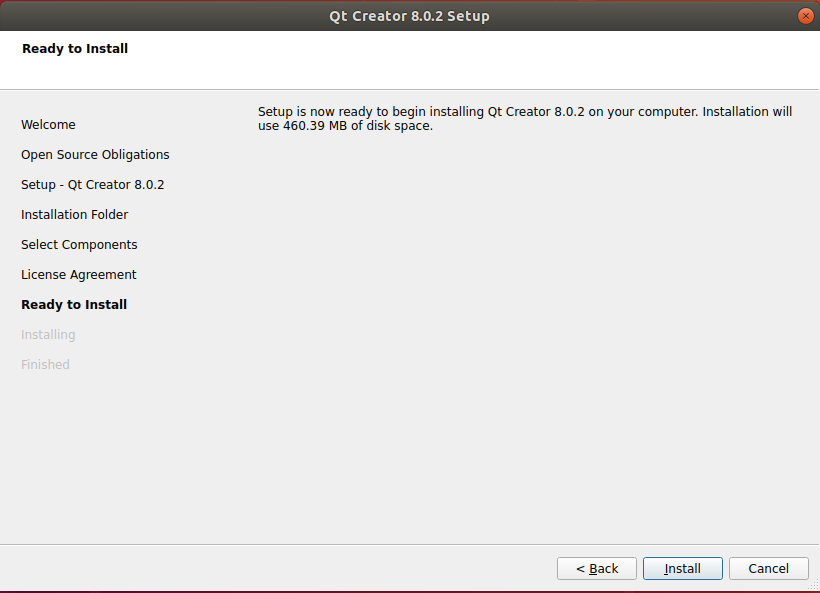 Qt Creator 8.0.2 Setup
Ready to Install
Welcome
Open Source Obligations
Setup - Qt Creator 8.0.2
Installation Folder
Select Components
License Agreement
Ready to Install
Installing
Finished
Setup is now ready to begin installing Qt Creator 8.0.2 on your computer. Installation will
use 460.39 MB of disk space.
< Back
Install
Cancel